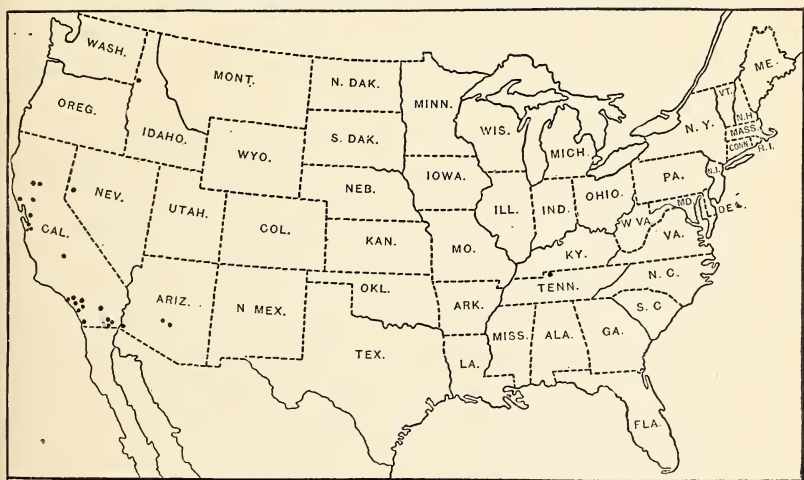 WASH.
MONT.
N. DAK.
MINN.
ME.
VT.
N.H
MASS.
CONN
R.I.
N. Y.
OREG.
IDAHO.
S. DAK.
WIS.
MICH.
WYO.
IOWA.
PA.
N.J.
NEB.
NEV.
UTAH.
COL.
ILL.
IND.
OHIO.
MD.
DEL.
W VA.
VA.
CAL.
KAN.
MO.
KY.
N. C.
TENN.
OKL.
ARIZ.
N MEX.
ARK.
S. C
MISS.
ALA.
GA.
TEX.
LA.
FLA.